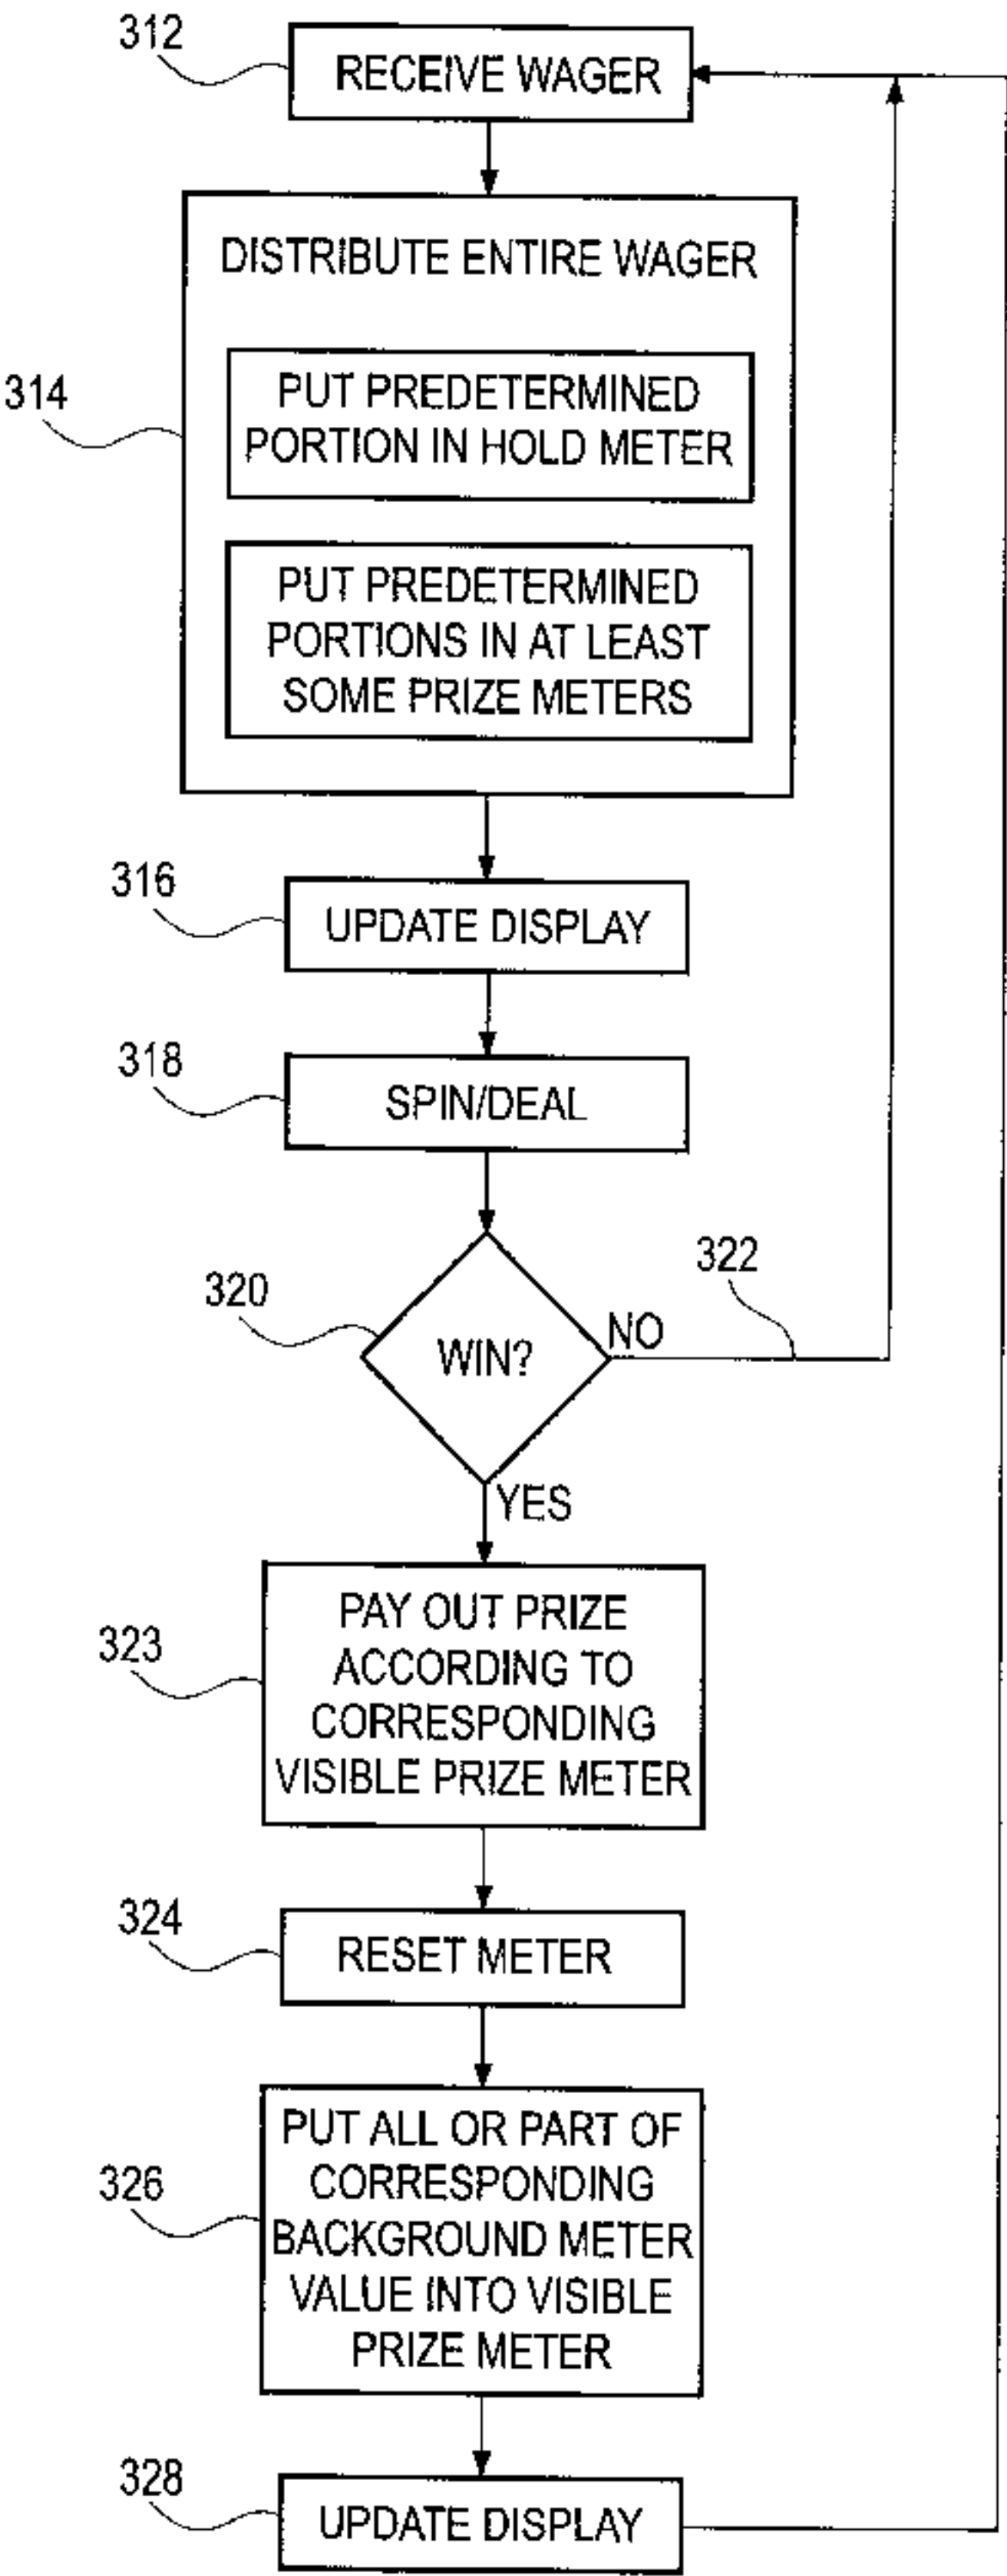 312
RECEIVE WAGER
314
DISTRIBUTE ENTIRE WAGER
PUT PREDETERMINED
PORTION IN HOLD METER
PUT PREDETERMINED
PORTIONS IN AT LEAST
SOME PRIZE METERS
316
UPDATE DISPLAY
318
SPIN/DEAL
320
WIN?
NO
322
YES
323
PAY OUT PRIZE
ACCORDING TO
CORRESPONDING
VISIBLE PRIZE METER
324
RESET METER
326
PUT ALL OR PART OF
CORRESPONDING
BACKGROUND METER
VALUE INTO VISIBLE
PRIZE METER
328
UPDATE DISPLAY